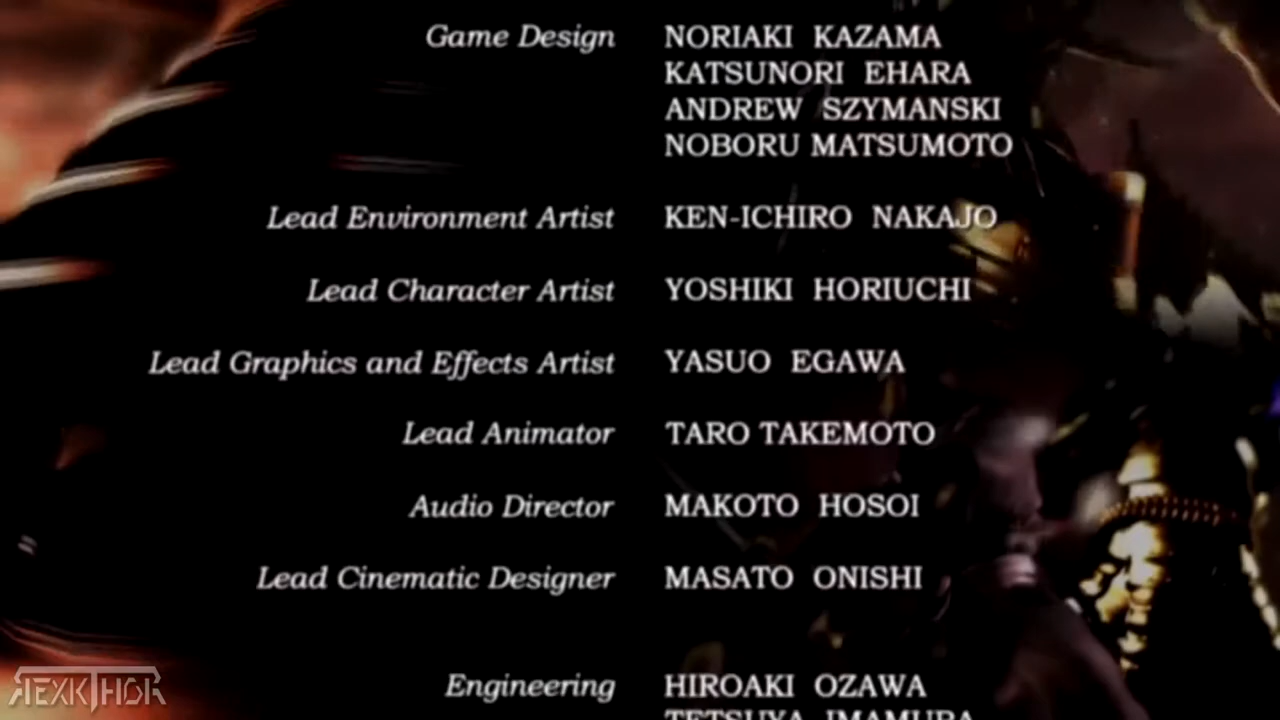 Game Design NORIAKI KAZAMA
KATSUNORI EHARA
ANDREW SZYMANSKI
NOBORU MATSUMOTO
Lead Environment Artist KEN-ICHIRO NAKAJO
Lead Character Artist YOSHIKI HORIUCHI
Lead Graphics and Effects Artist YASUO EGAWA
Lead Animator TARO TAKEMOTO
Audio Director MAKOTO HOSOI
Lead Cinematic Designer MASATO ONISHI
Engineering HIROAKI OZAWA
TETSUYA IMAMURA